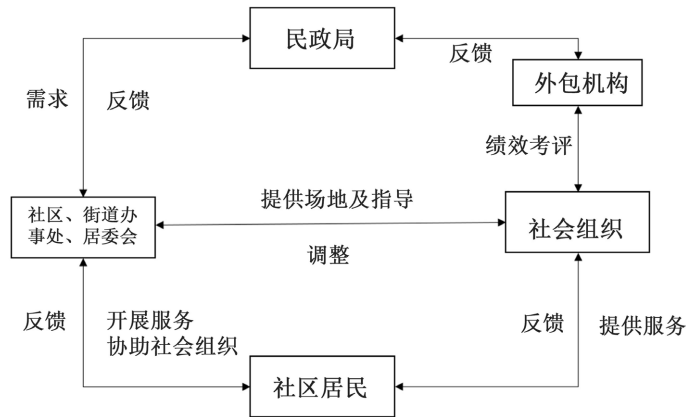 民政局
反馈
外包机构
需求
反馈
绩效考评
提供场地及指导
社区、街道办
事处、居委会
社会组织
调整
反馈
开展服务
协助社会组织
反馈
提供服务
社区居民